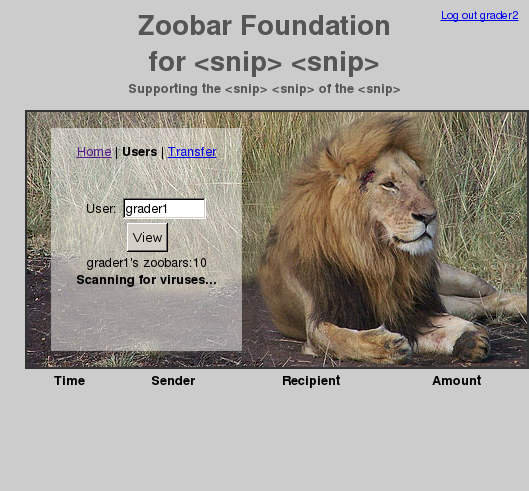 Log out grader2
Zoobar Foundation
for <snip> <snip>
Supporting the <snip> <snip> of the <snip>
Home | Users | Transfer
User: grader1
View
grader1's zoobars:10
Scanning for viruses...
Time Sender Recipient Amount